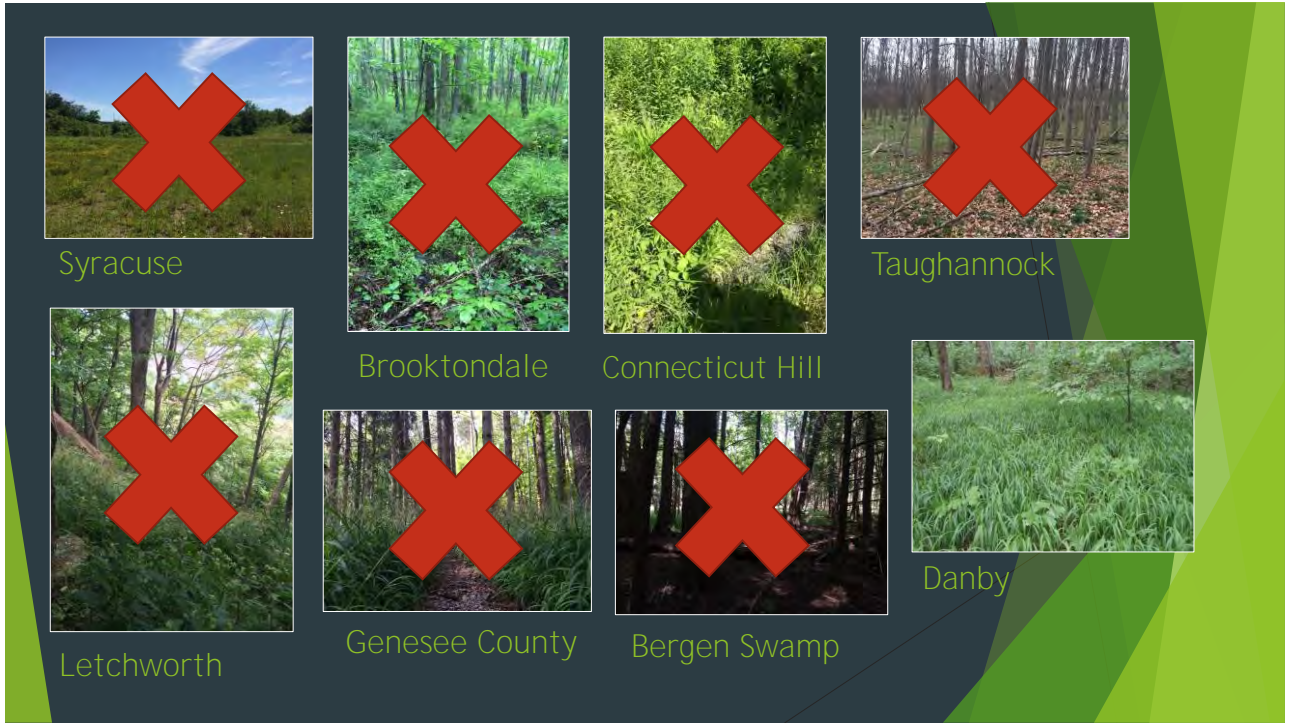 Syracuse
Brooktondale
Connecticut Hill
Taughannock
Letchworth
Genesee County
Bergen Swamp
Danby